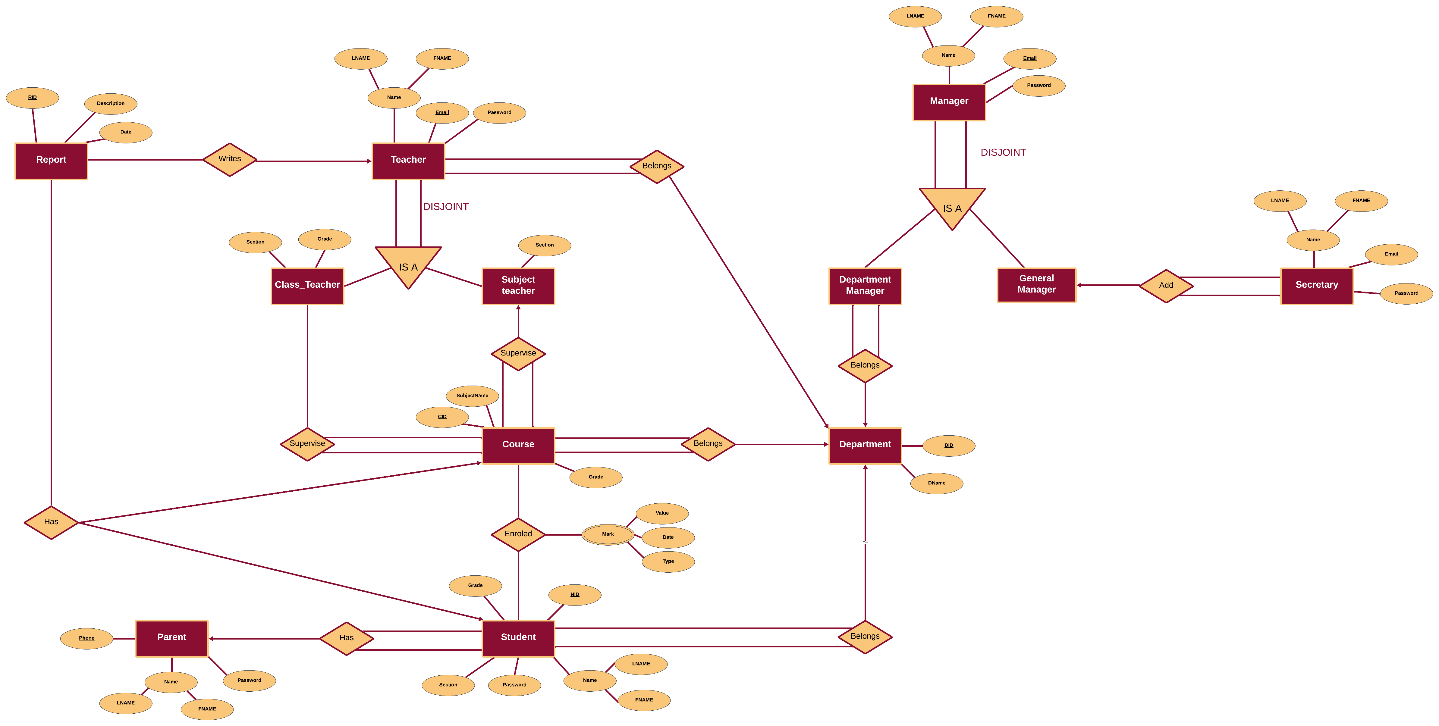 LNAME
FNAME
Name
Email
Password
Manager
DISJOINT
IS A
LNAME
FNAME
Name
Email
Password
Teacher
RID
Description
Date
Report
Writes
Belongs
DISJOINT
IS A
Section
Grade
Class_Teacher
Section
Subject
teacher
Department
Manager
General
Manager
Add
LNAME
FNAME
Name
Email
Password
Secretary
Supervise
Belongs
SubjectName
CID
Supervise
Course
Belongs
Department
DID
DName
Grade
Has
Enroled
Mark
Value
Date
Type
Grade
Phone
Parent
Has
Student
Belongs
Name
LNAME
FNAME
Password
Section
Password
Name
LNAME
FNAME